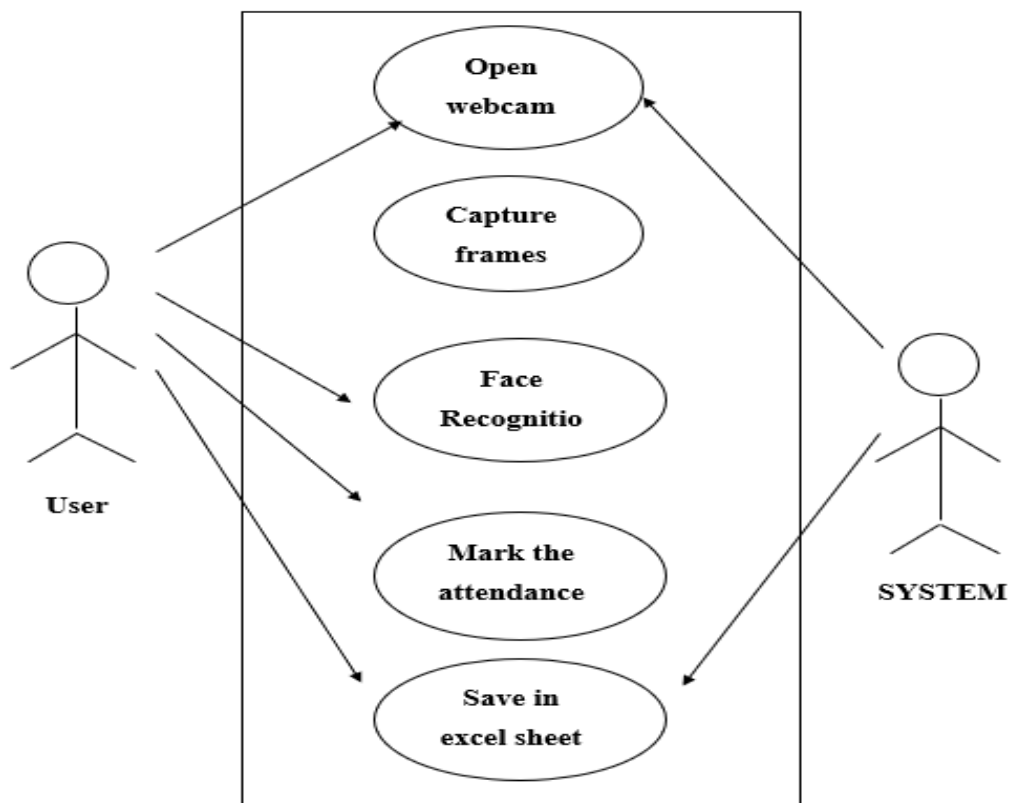 Open
webcam
Capture
frames
Face
Recognitio
Mark the
attendance
Save in
excel sheet
User
SYSTEM